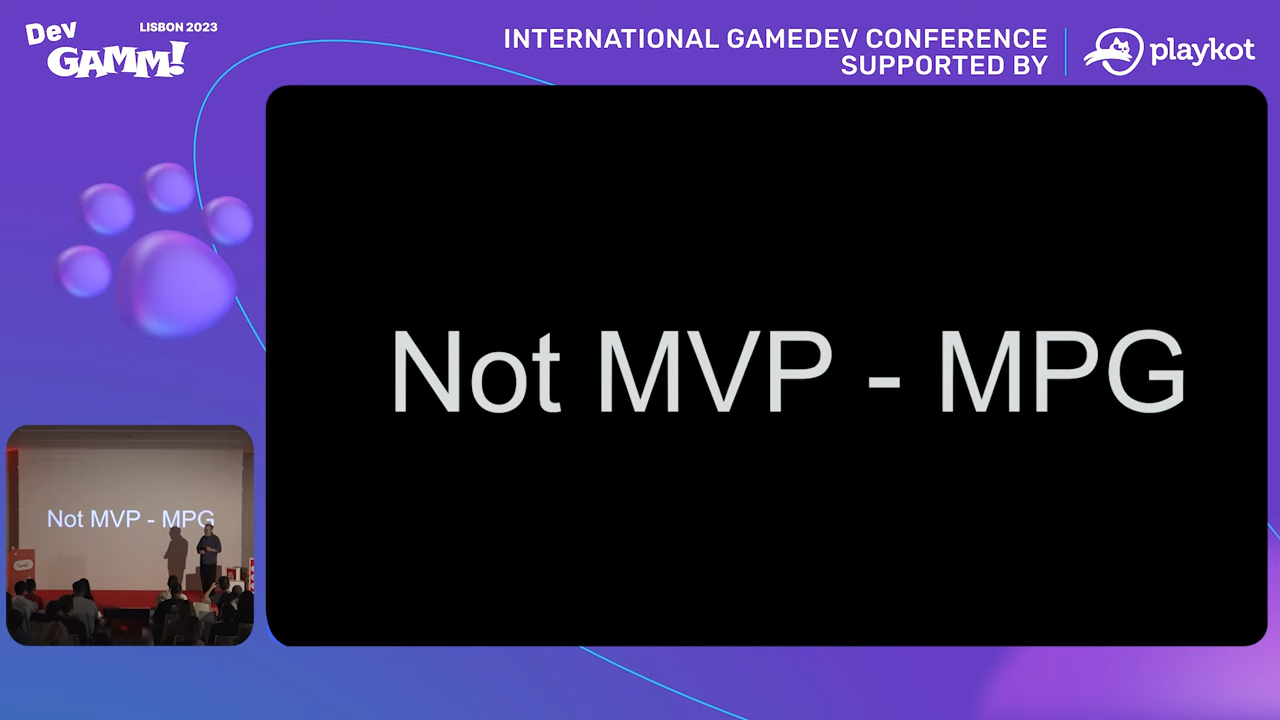 Dev
GAMM!
LISBON 2023
INTERNATIONAL GAMEDEV CONFERENCE
SUPPORTED BY
playkot
Not MVP - MPG
Not MVP - MPG